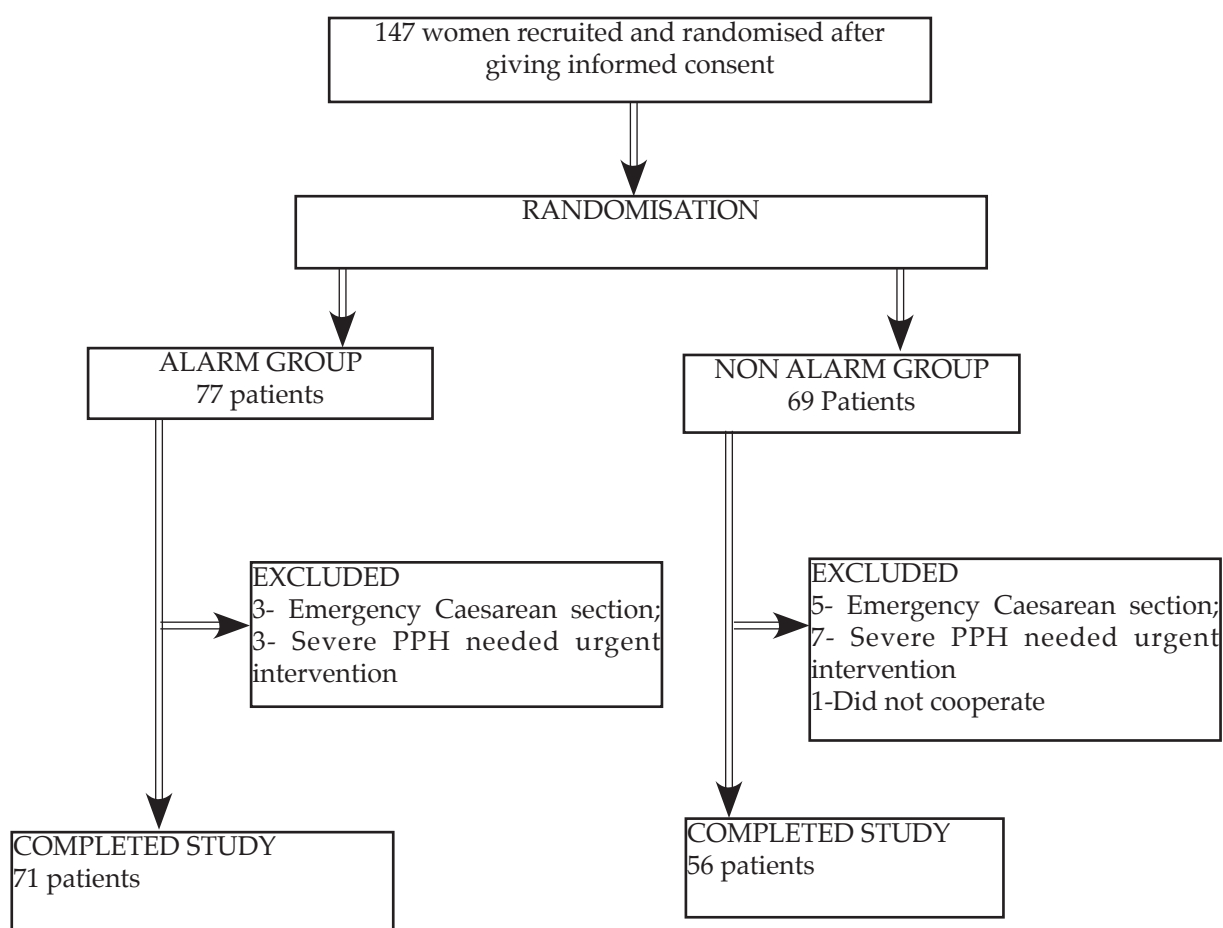 147 women recruited and randomised after
giving informed consent
RANDOMISATION
ALARM GROUP
77 patients
NON ALARM GROUP
69 Patients
EXCLUDED
3- Emergency Caesarean section;
3- Severe PPH needed urgent
intervention
EXCLUDED
5- Emergency Caesarean section;
7- Severe PPH needed urgent
intervention
1-Did not cooperate
COMPLETED STUDY
71 patients
COMPLETED STUDY
56 patients